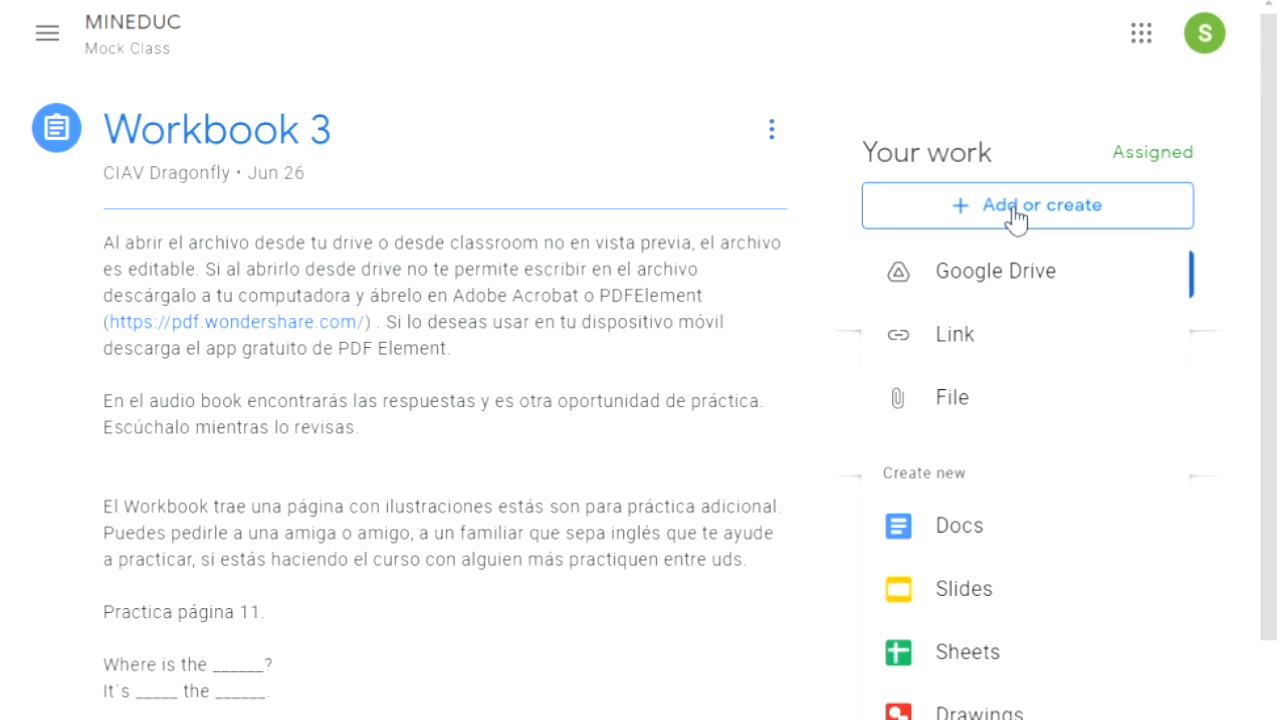 MINEDUC
Mock Class
S
Workbook 3
CIAV Dragonfly • Jun 26
Al abrir el archivo desde tu drive o desde classroom no en vista previa, el archivo
es editable. Si al abrirlo desde drive no te permite escribir en el archivo
descárgalo a tu computadora y ábrelo en Adobe Acrobat o PDFElement
(https://pdf.wondershare.com/) . Si lo deseas usar en tu dispositivo móvil
descarga el app gratuito de PDF Element.
En el audio book encontrarás las respuestas y es otra oportunidad de práctica.
Escúchalo mientras lo revisas.
El Workbook trae una página con ilustraciones estás son para práctica adicional.
Puedes pedirle a una amiga o amigo, a un familiar que sepa inglés que te ayude
a practicar, si estás haciendo el curso con alguien más practiquen entre uds.
Practica página 11.
Where is the ______?
It´s _____ the ______.
Your work
Assigned
+ Add or create
Google Drive
Link
File
Create new
Docs
Slides
Sheets
Drawings